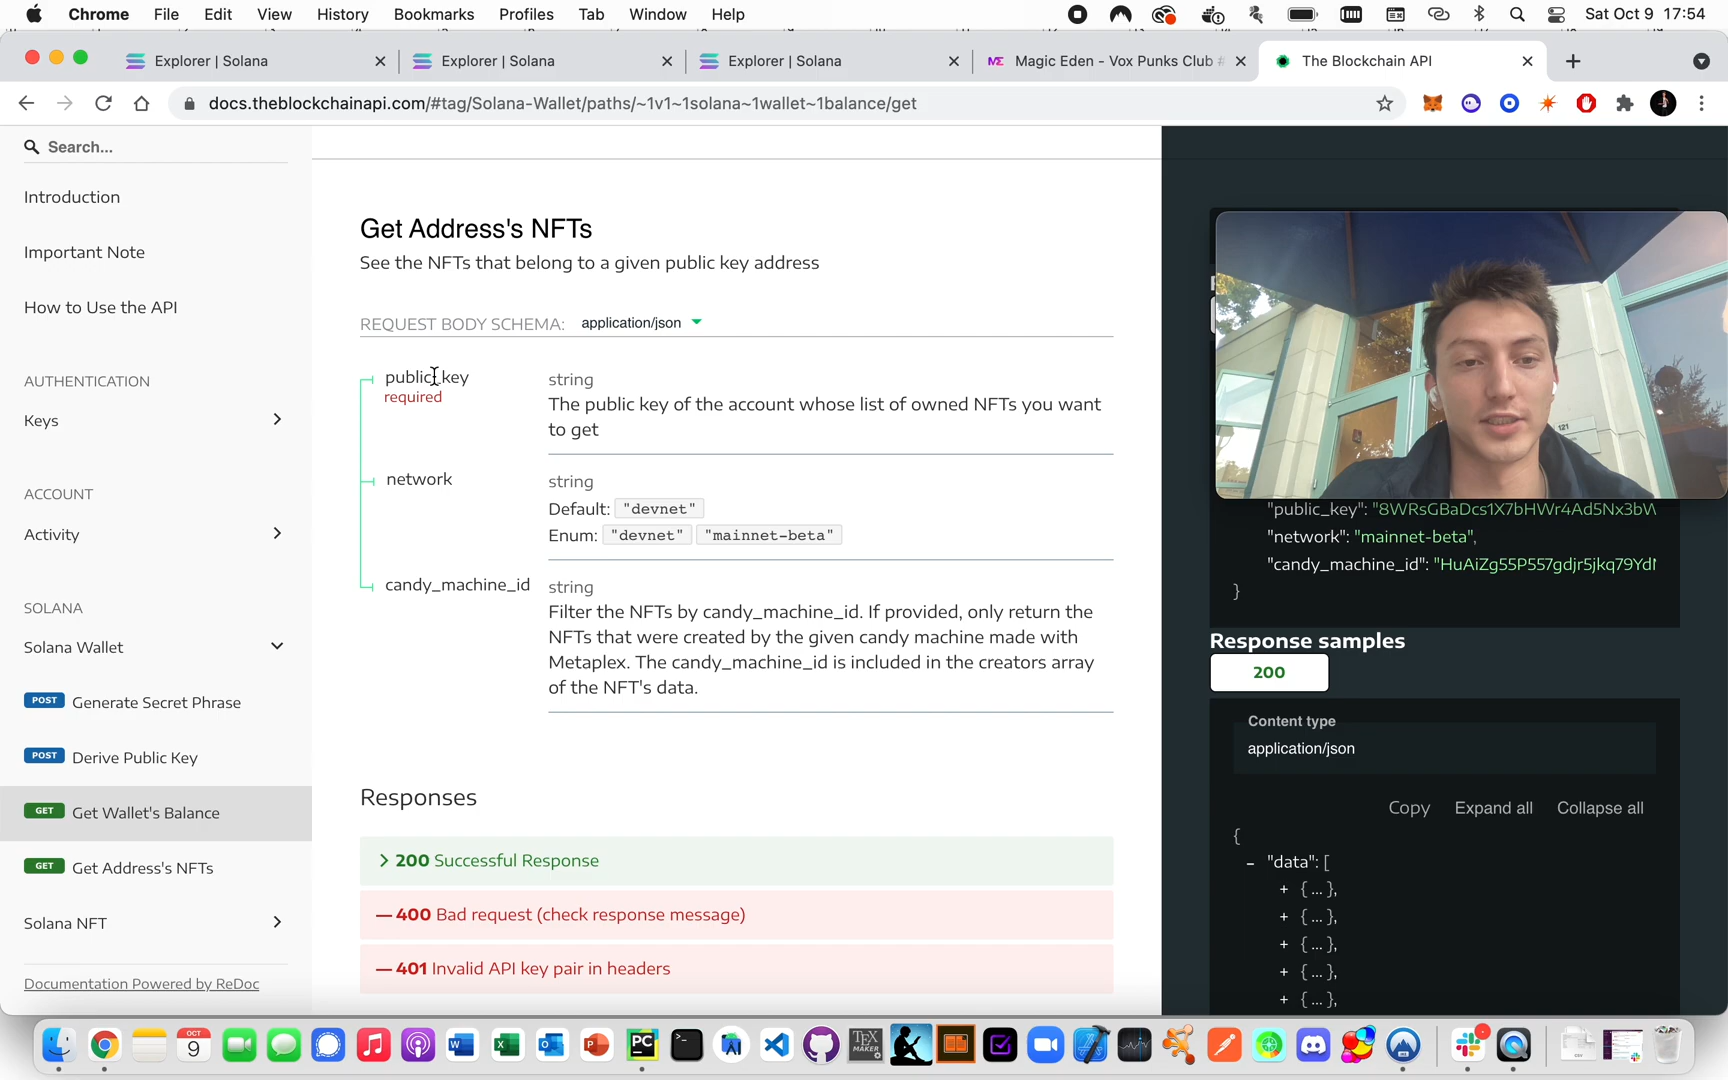 Chrome File Edit View History Bookmarks Profiles Tab Window Help Sat Oct 9 17:54
Explorer | Solana Explorer | Solana Explorer | Solana Magic Eden - Vox Punks Club The Blockchain API
docs.theblockchainapi.com/#tag/Solana-Wallet/paths/~1v1~1solana~1wallet~1balance/get
Search...
Introduction
Important Note
How to Use the API
AUTHENTICATION
Keys
ACCOUNT
Activity
SOLANA
Solana Wallet
POST Generate Secret Phrase
POST Derive Public Key
GET Get Wallet's Balance
GET Get Address's NFTs
Solana NFT
Documentation Powered by ReDoc
Get Address's NFTs
See the NFTs that belong to a given public key address
REQUEST BODY SCHEMA: application/json
public_key
required
string
The public key of the account whose list of owned NFTs you want
to get
network
string
Default: "devnet"
Enum: "devnet" "mainnet-beta"
candy_machine_id
string
Filter the NFTs by candy_machine_id. If provided, only return the
NFTs that were created by the given candy machine made with
Metaplex. The candy_machine_id is included in the creators array
of the NFT's data.
Responses
200 Successful Response
400 Bad request (check response message)
401 Invalid API key pair in headers
121
"public_key": "8WRsGBaDcs1X7bHWr4Ad5Nx3bW
"network": "mainnet-beta",
"candy_machine_id": "HuAiZg55P557gdjr5jkq79Yd
}
Response samples
200
Content type
application/json
Copy Expand all Collapse all
{
- "data": [
+ {...},
+ {...},
+ {...},
+ {...},
+ {...},
OCT
9
PC
TEX
MAKER